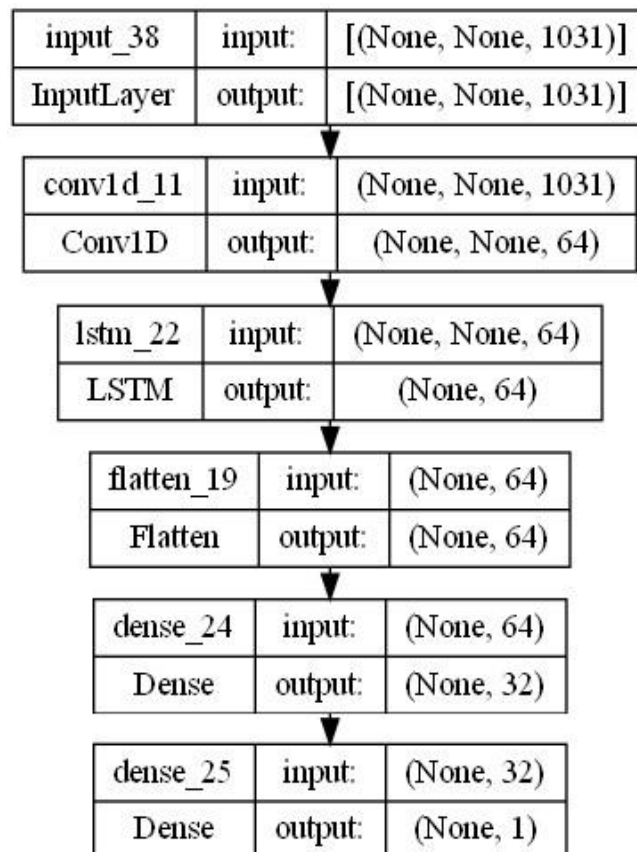 input_38 input: [(None, None, 1031)]
InputLayer output: [(None, None, 1031)]
conv1d_11 input: (None, None, 1031)
Conv1D output: (None, None, 64)
lstm_22 input: (None, None, 64)
LSTM output: (None, 64)
flatten_19 input: (None, 64)
Flatten output: (None, 64)
dense_24 input: (None, 64)
Dense output: (None, 32)
dense_25 input: (None, 32)
Dense output: (None, 1)